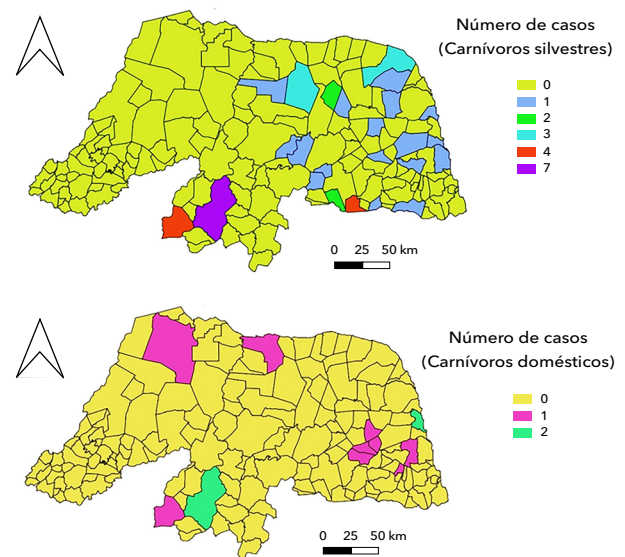 Número de casos
(Carnívoros silvestres)
0
1
2
3
4
7
0 25 50 km
Número de casos
(Carnívoros domésticos)
0
1
2
0 25 50 km